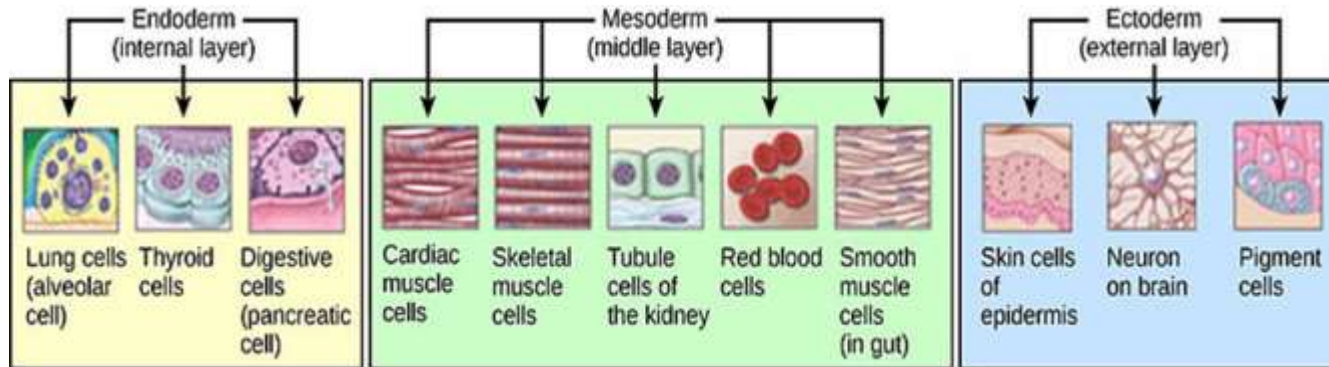 Endoderm
(internal layer)
Mesoderm
(middle layer)
Ectoderm
(external layer)
Lung cells
(alveolar
cell)
Thyroid
cells
Digestive
cells
(pancreatic
cell)
Cardiac
muscle
cells
Skeletal
muscle
cells
Tubule
cells of
the kidney
Red blood
cells
Smooth
muscle
cells
(in gut)
Skin cells
of
epidermis
Neuron
on brain
Pigment
cells